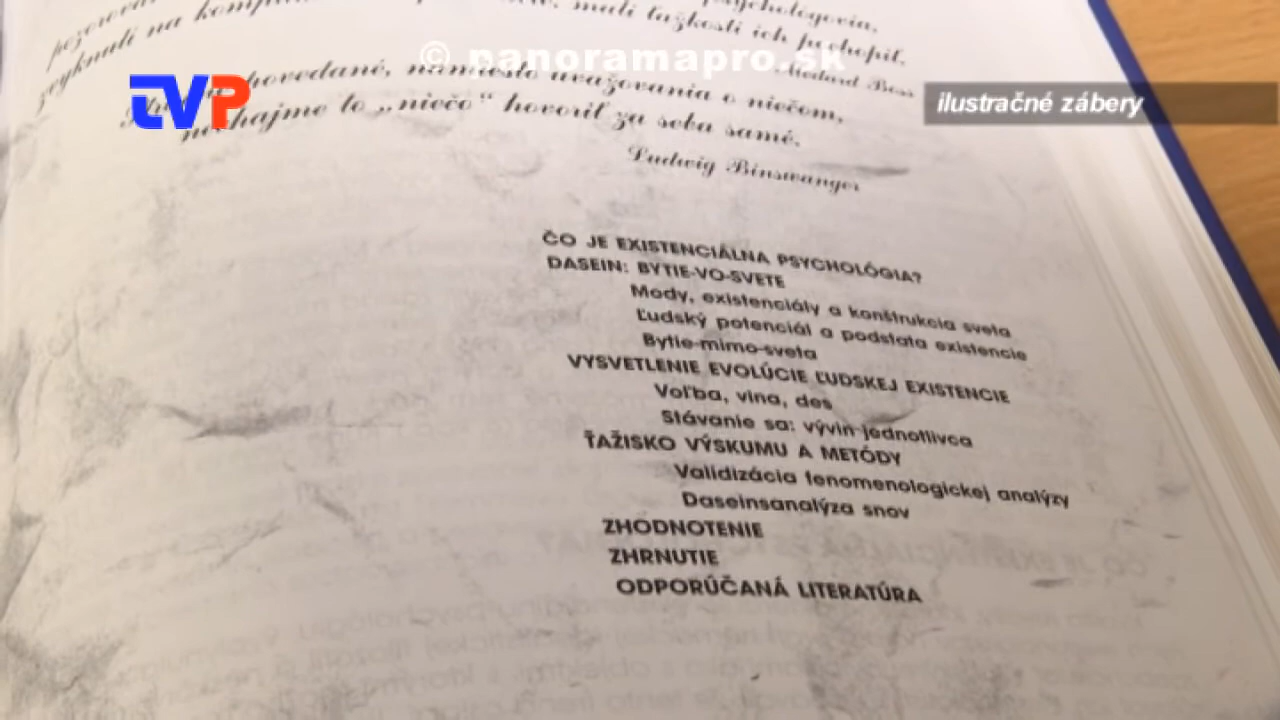 psychológovia,
zvyknutí na
mali ťažkosti ich pochopiť.
© panoramapro.sk
Medard Boss
TVP
ilustračné zábery
namiesto uvažovania o niečom,
nechajme to „niečo“ hovoriť za seba samé.
Ludwig Binswanger
ČO JE EXISTENCIÁLNA PSYCHOLÓGIA?
DASEIN: BYTIE-VO-SVETE
Mody, existenciály a konštrukcia sveta
Ľudský potenciál a podstata existencie
Bytie-mimo-sveta
VYSVETLENIE EVOLÚCIE ĽUDSKEJ EXISTENCIE
Voľba, vina, des
Stávanie sa: vývin jednotlivca
ŤAŽISKO VÝSKUMU A METÓDY
Validizácia fenomenologickej analýzy
Daseinsanalýza snov
ZHODNOTENIE
ZHRNUTIE
ODPORÚČANÁ LITERATÚRA